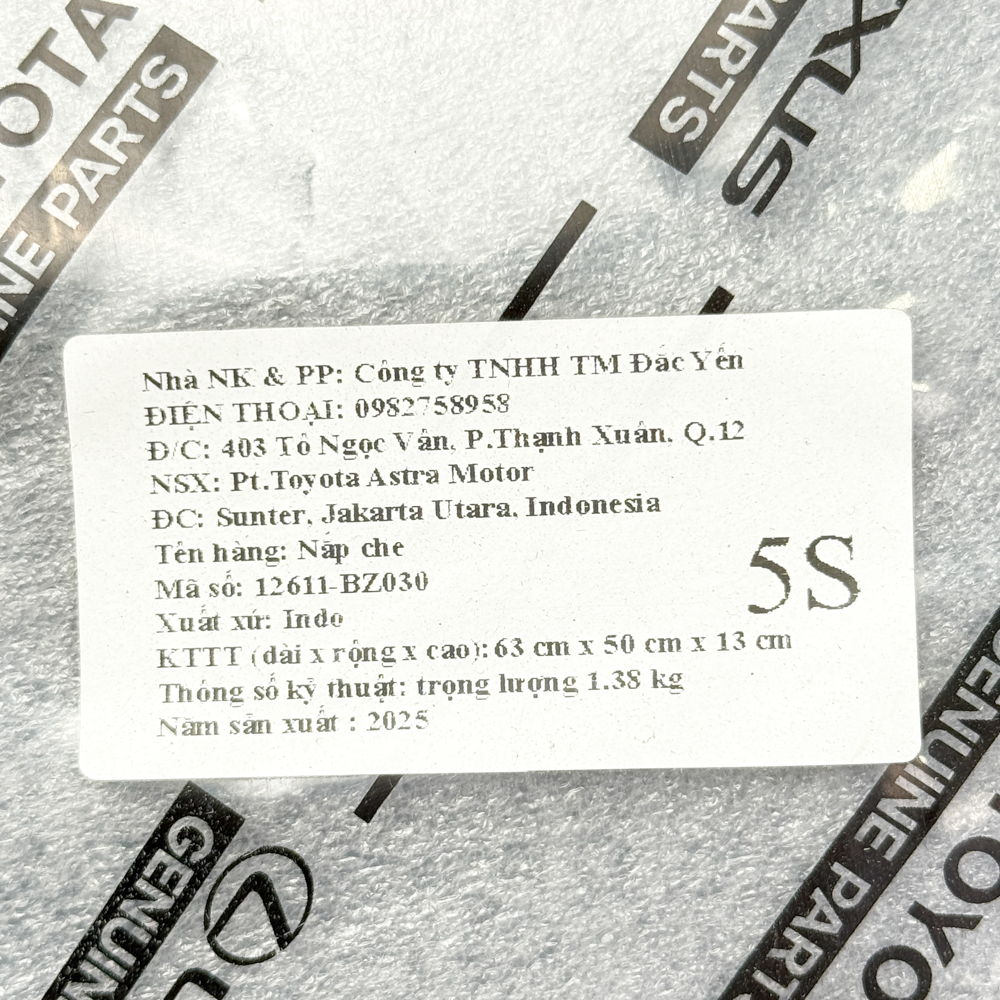 TOYOTA
GENUINE PARTS
PARTS
LEXUS
Nhà NK & PP: Công ty TNHH TM Đăc Yến
ĐIỆN THOẠI: 0982758958
Đ/C: 403 Tô Ngọc Vân, P.Thạnh Xuân. Q.12
NSX: Pt.Toyota Astra Motor
ĐC: Sunter, Jakarta Utara, Indonesia
Tên hàng: Nắp che
Mã số: 12611-BZ030
Xuất xứ: Indo
5S
KTTT (dài x rộng x cao): 63 cm x 50 cm x 13 cm
Thông số kỹ thuật: trọng lượng 1.38 kg
Năm sản xuất : 2025
GENUINE
GENUINE PARTS
TOYO